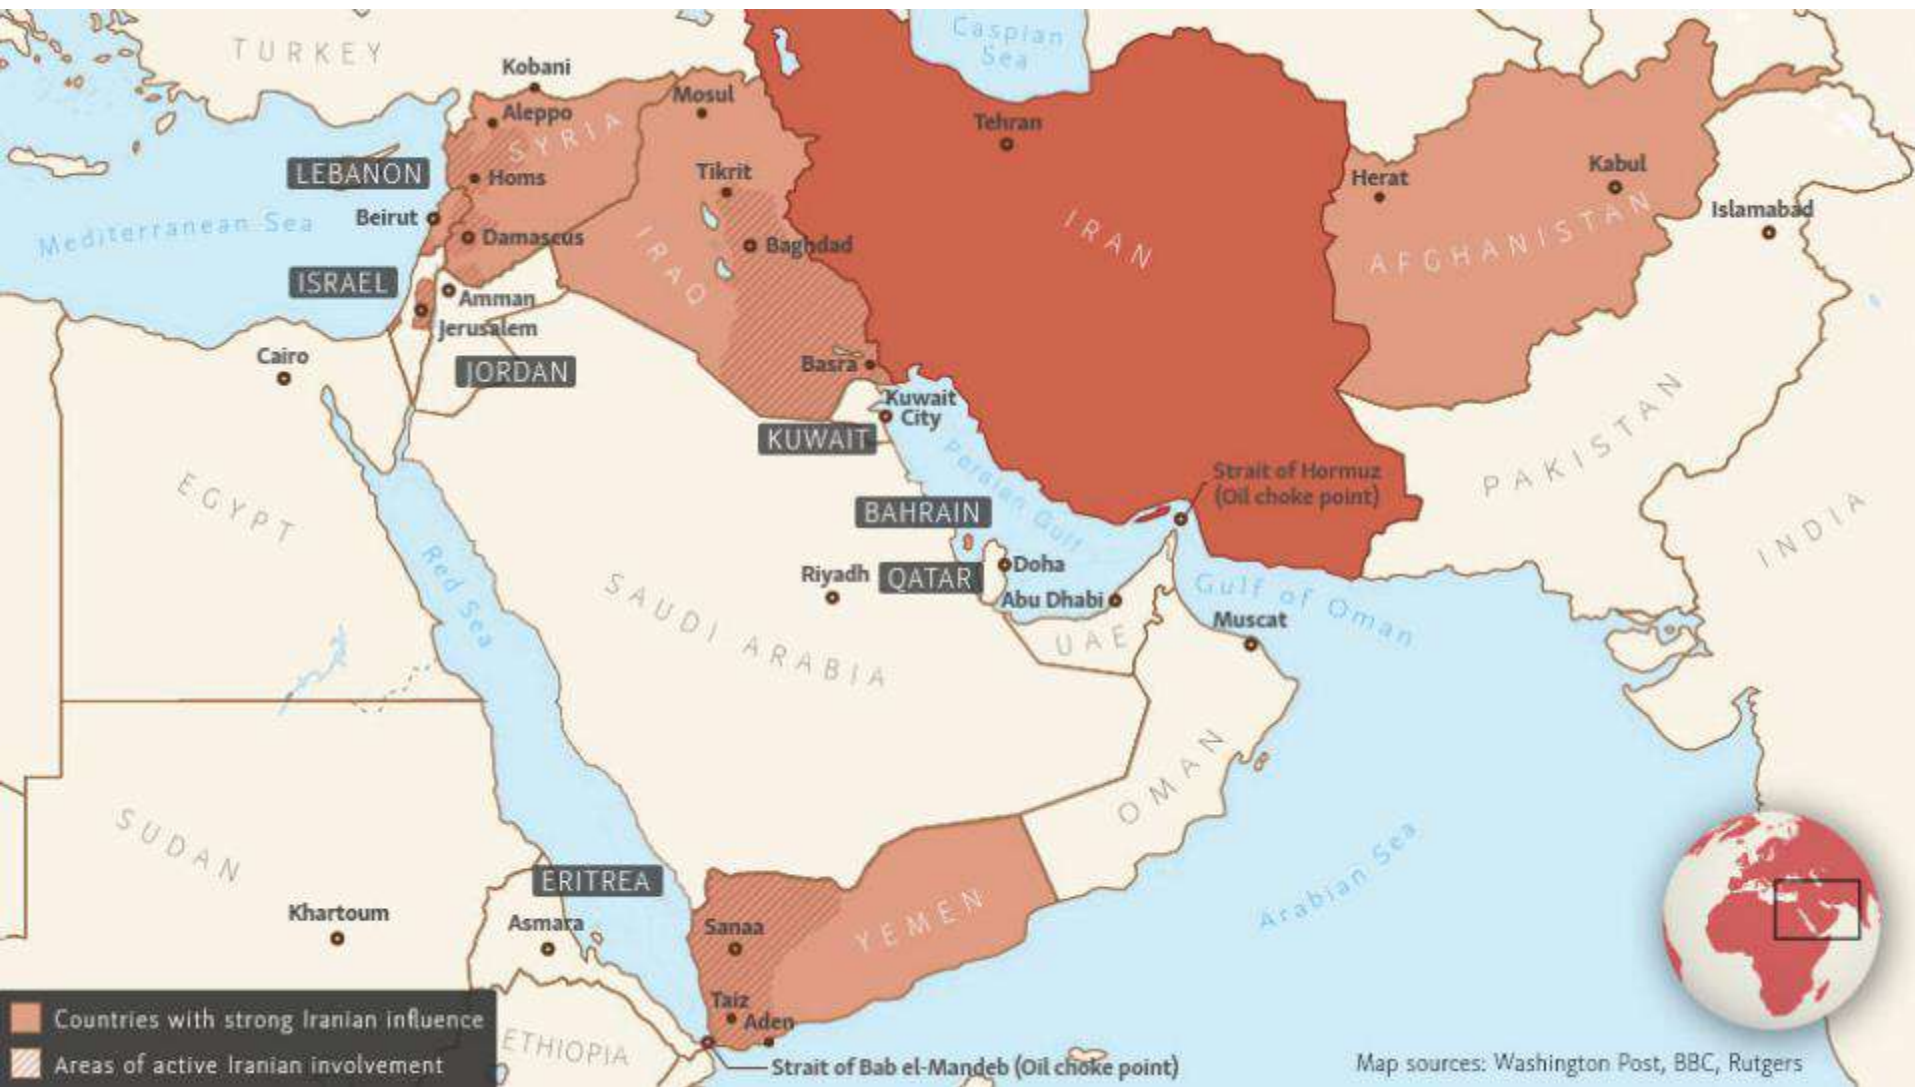 Caspian
Sea
TURKEY
Kobani
Mosul
Aleppo
SYRIA
Tehran
LEBANON
Homs
Tikrit
Herat
Kabul
Beirut
Islamabad
Mediterranean Sea
Damascus
Baghdad
IRAQ
IRAN
AFGHANISTAN
ISRAEL
Amman
Jerusalem
Cairo
JORDAN
Basra
Kuwait
City
KUWAIT
Persian Gulf
PAKISTAN
Strait of Hormuz
(Oil choke point)
EGYPT
BAHRAIN
INDIA
Red Sea
Doha
Riyadh
QATAR
Abu Dhabi
Gulf of Oman
SAUDI ARABIA
UAE
Muscat
OMAN
SUDAN
Arabian Sea
ERITREA
Khartoum
Asmara
Sanaa
YEMEN
Taiz
Aden
Countries with strong Iranian influence
Areas of active Iranian involvement
ETHIOPIA
Strait of Bab el-Mandeb (Oil choke point)
Map sources: Washington Post, BBC, Rutgers